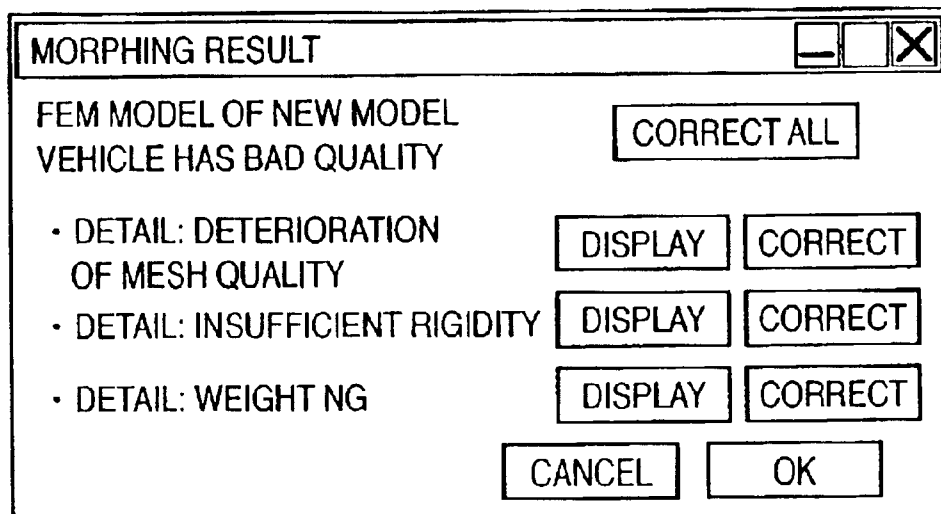 MORPHING RESULT
FEM MODEL OF NEW MODEL
VEHICLE HAS BAD QUALITY
CORRECT ALL
· DETAIL: DETERIORATION
OF MESH QUALITY
DISPLAY CORRECT
· DETAIL: INSUFFICIENT RIGIDITY DISPLAY CORRECT
· DETAIL: WEIGHT NG DISPLAY CORRECT
CANCEL OK